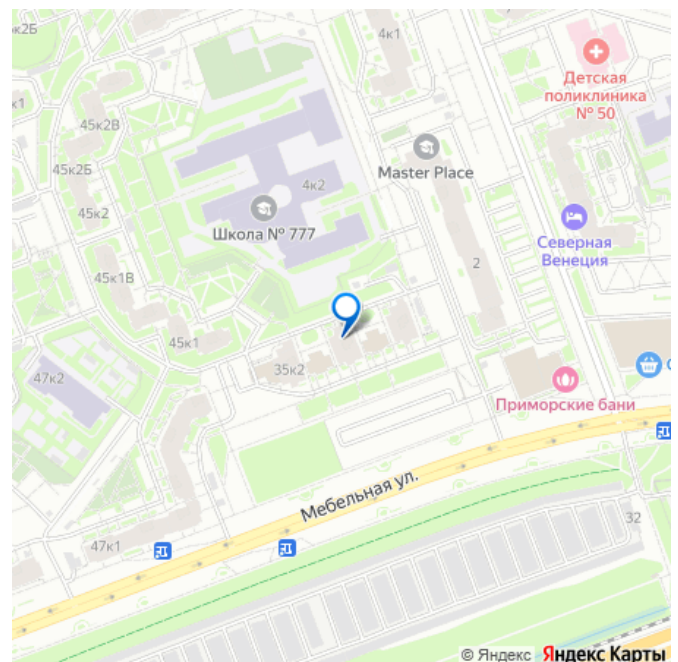 к2Б
4к1
Детская
поликлиника
№ 50
к1
45к2В
Master Place
45к2Б
4к2
45к2
Школа № 777
Северная
Венеция
45к1В
2
45к1
35к2
47к2
Приморские бани
Мебельная ул.
32
47к1
© Яндекс Яндекс Карты